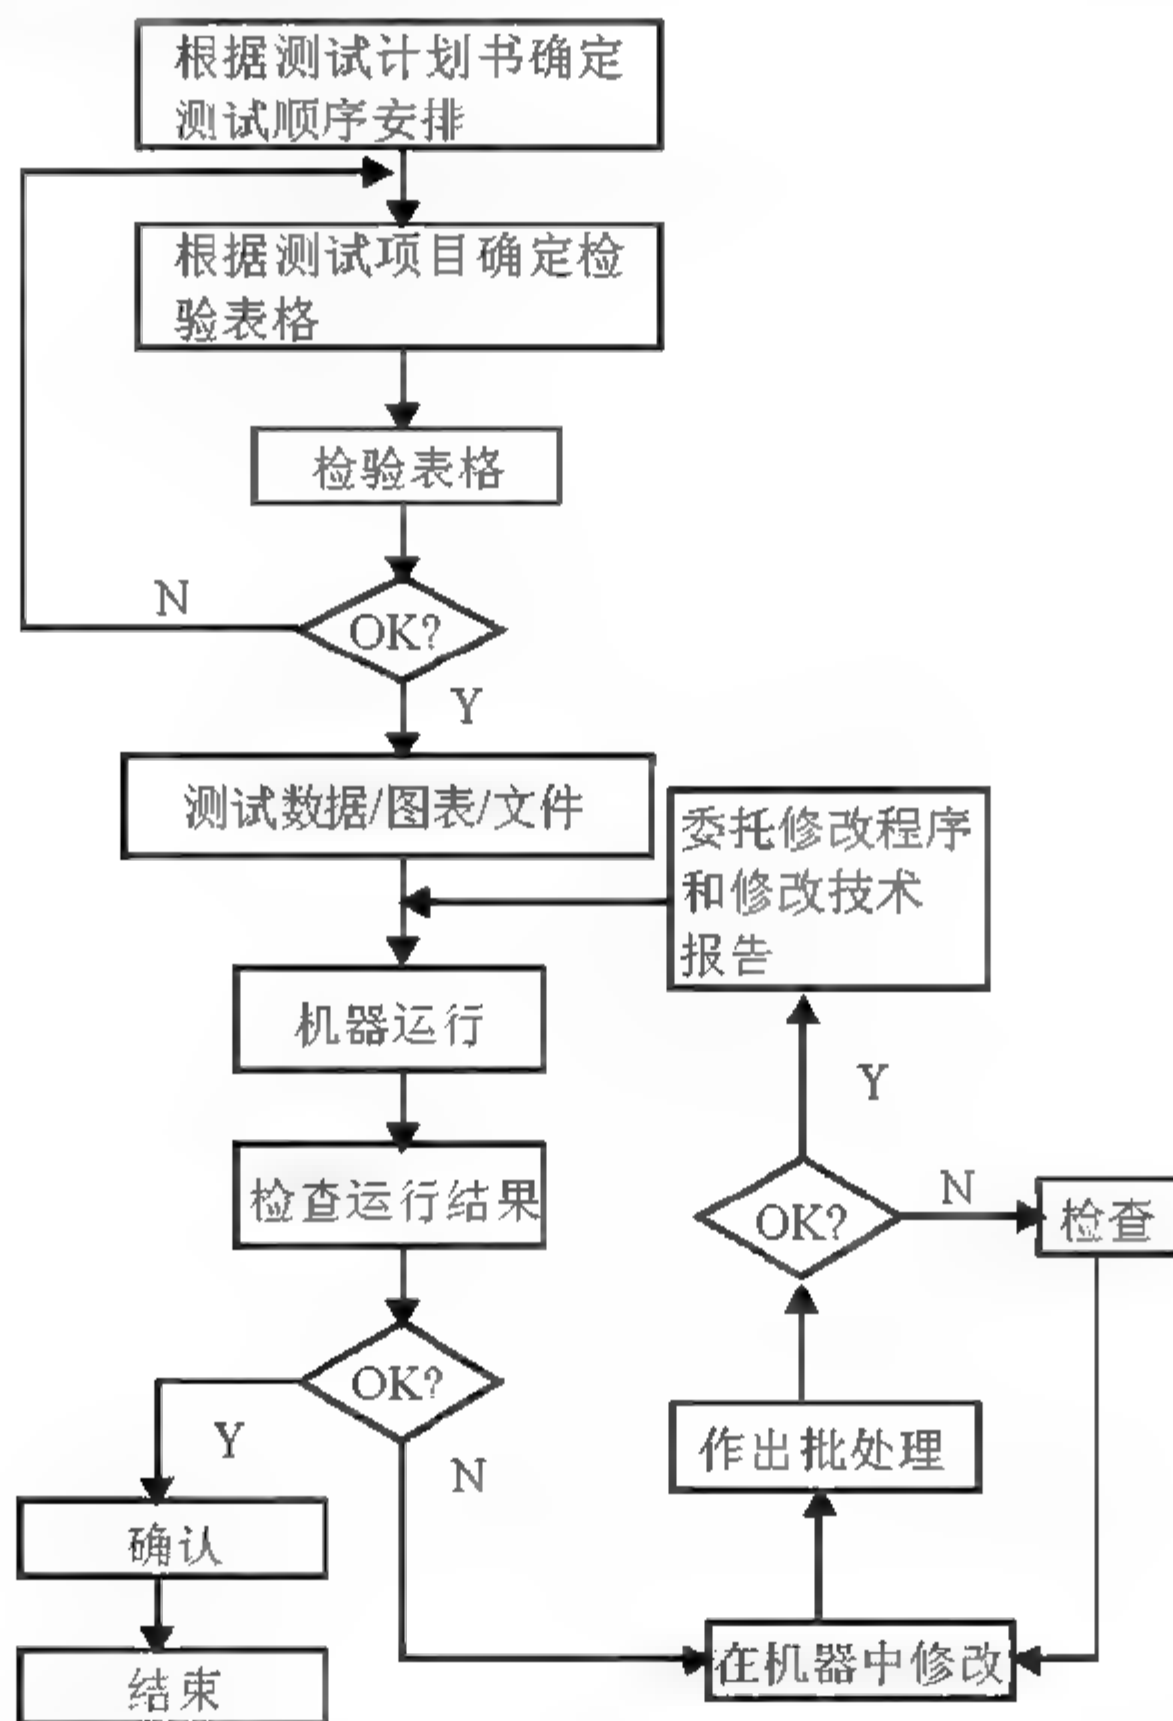 根据测试计划书确定
测试顺序安排
根据测试项目确定检
验表格
检验表格
N
OK?
Y
测试数据/图表/文件
委托修改程序
和修改技术
报告
机器运行
Y
检查运行结果
N
OK?
检查
OK?
Y
N
作出批处理
确认
在机器中修改
结束